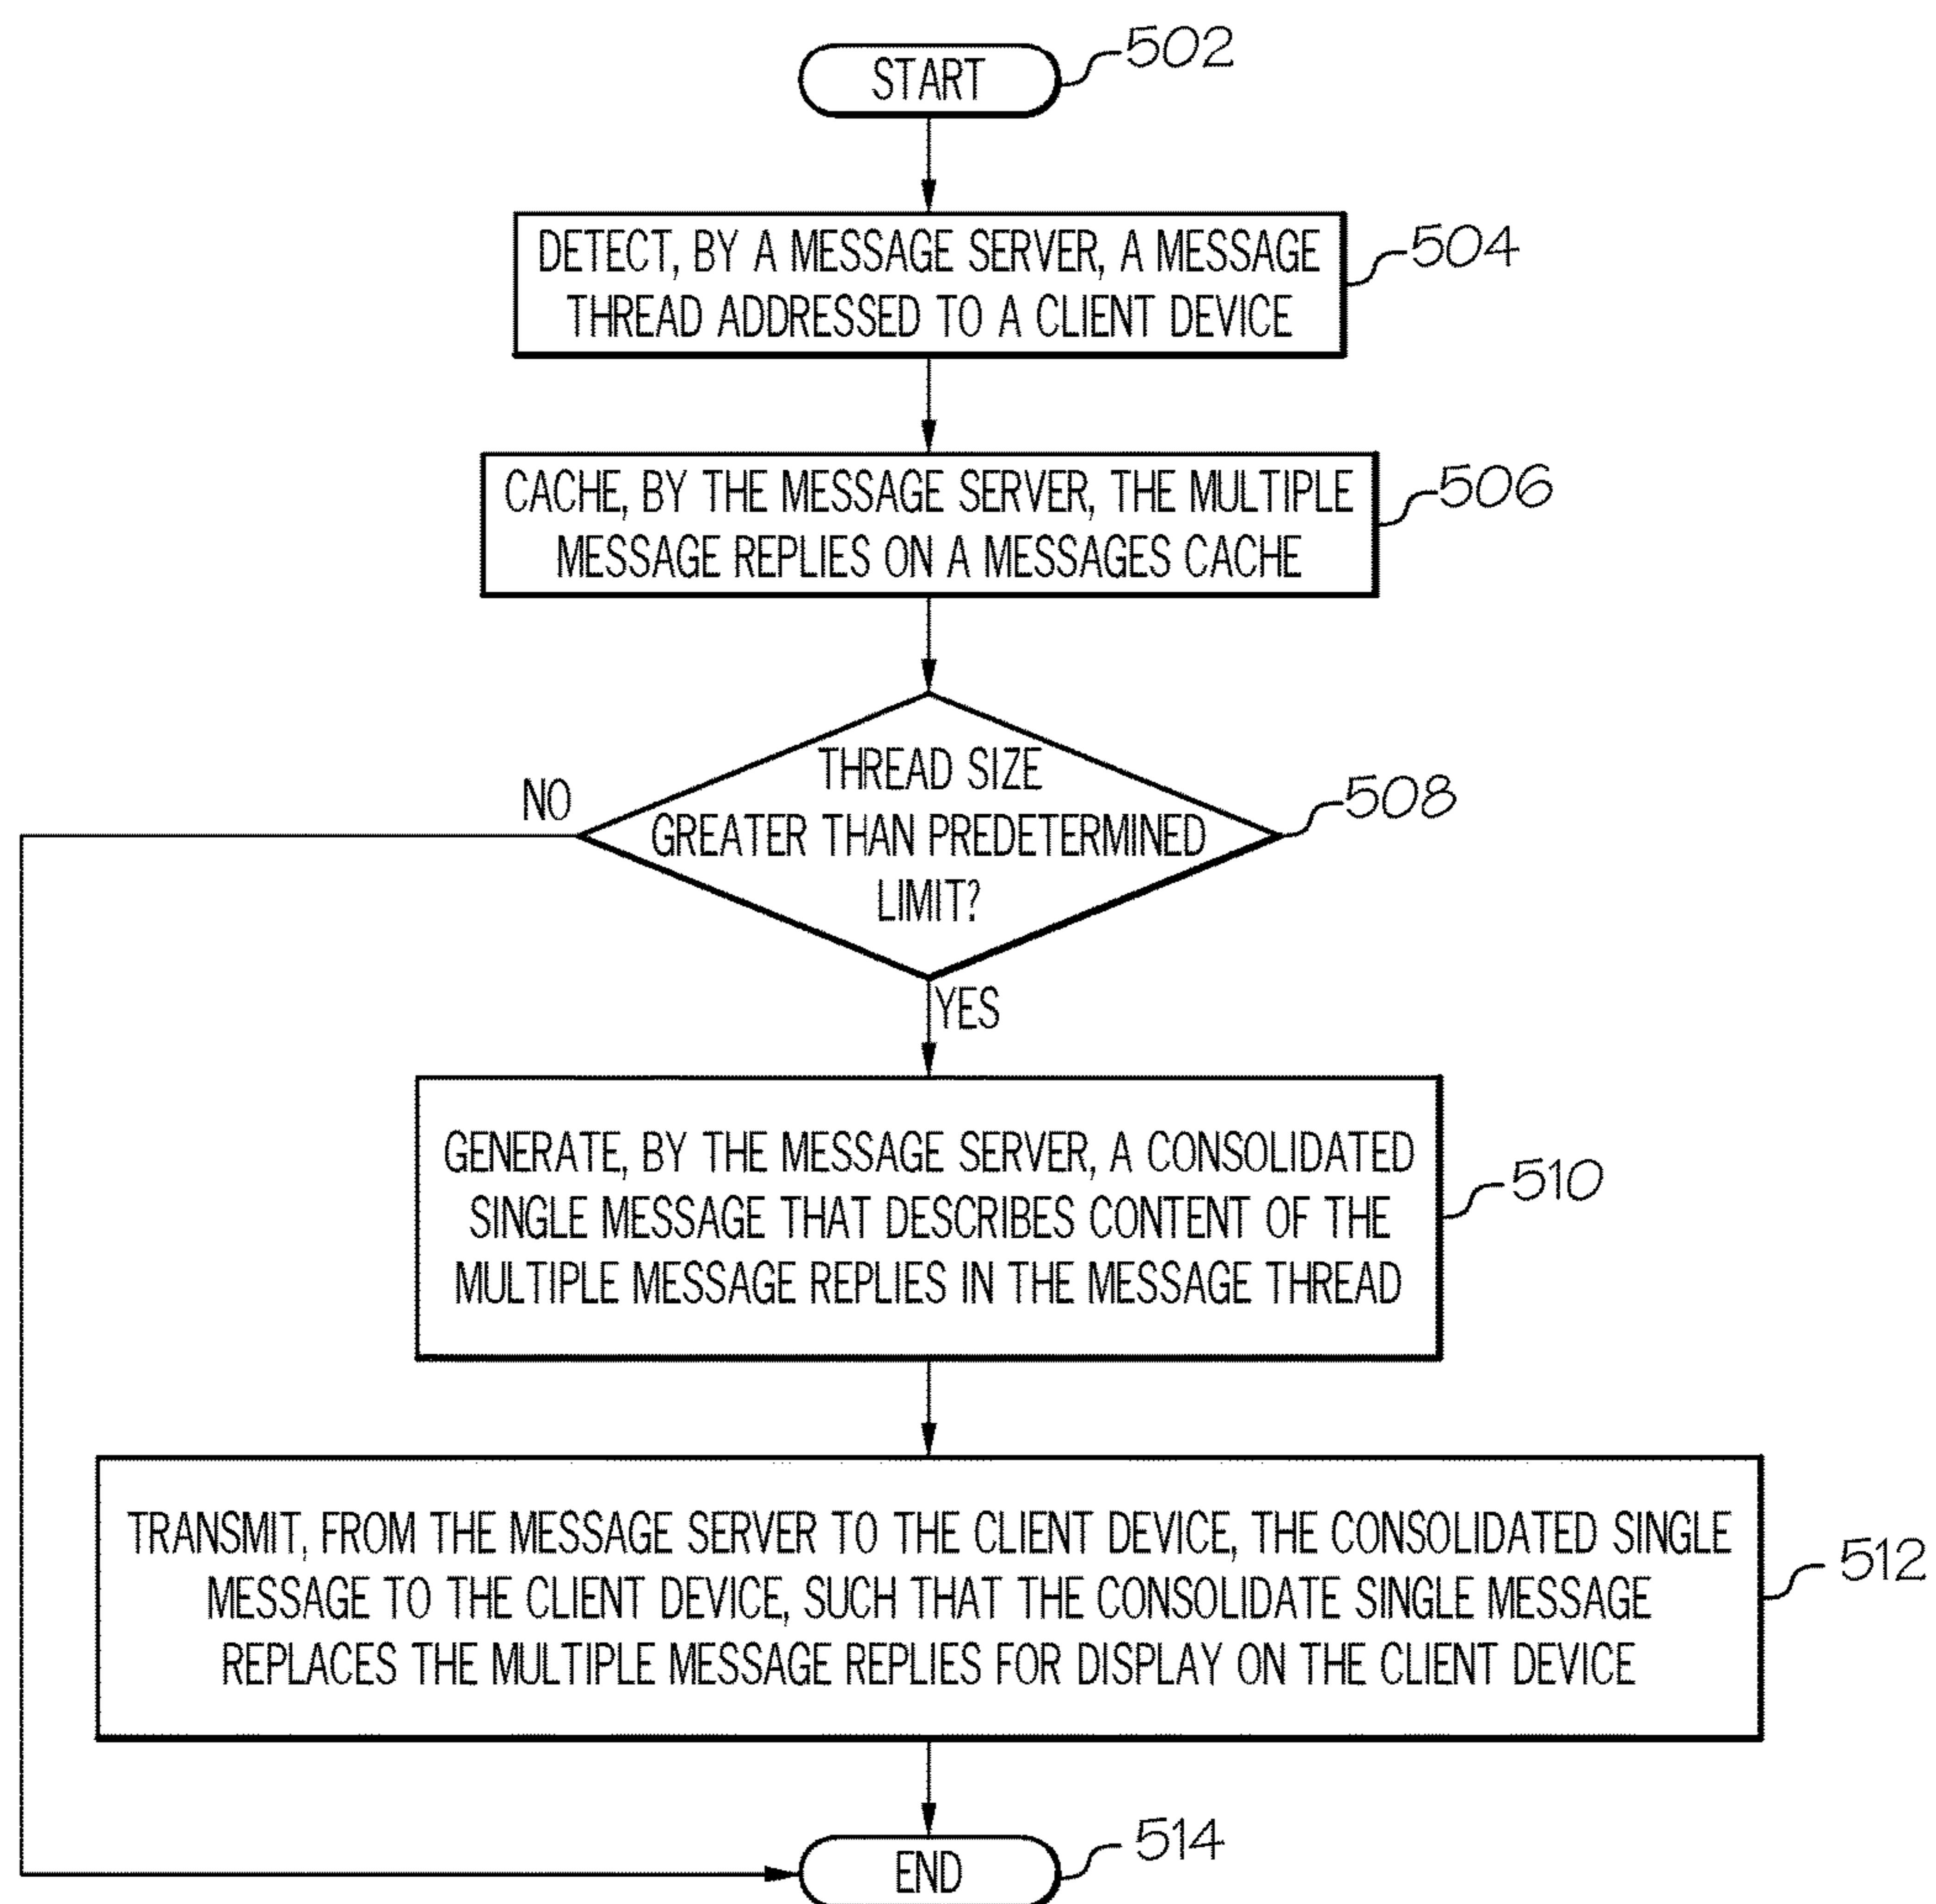 START
502
DETECT, BY A MESSAGE SERVER, A MESSAGE
THREAD ADDRESSED TO A CLIENT DEVICE
504
CACHE, BY THE MESSAGE SERVER, THE MULTIPLE
MESSAGE REPLIES ON A MESSAGES CACHE
506
THREAD SIZE
GREATER THAN PREDETERMINED
LIMIT?
508
NO
YES
GENERATE, BY THE MESSAGE SERVER, A CONSOLIDATED
SINGLE MESSAGE THAT DESCRIBES CONTENT OF THE
MULTIPLE MESSAGE REPLIES IN THE MESSAGE THREAD
510
TRANSMIT, FROM THE MESSAGE SERVER TO THE CLIENT DEVICE, THE CONSOLIDATED SINGLE
MESSAGE TO THE CLIENT DEVICE, SUCH THAT THE CONSOLIDATE SINGLE MESSAGE
REPLACES THE MULTIPLE MESSAGE REPLIES FOR DISPLAY ON THE CLIENT DEVICE
512
END
514